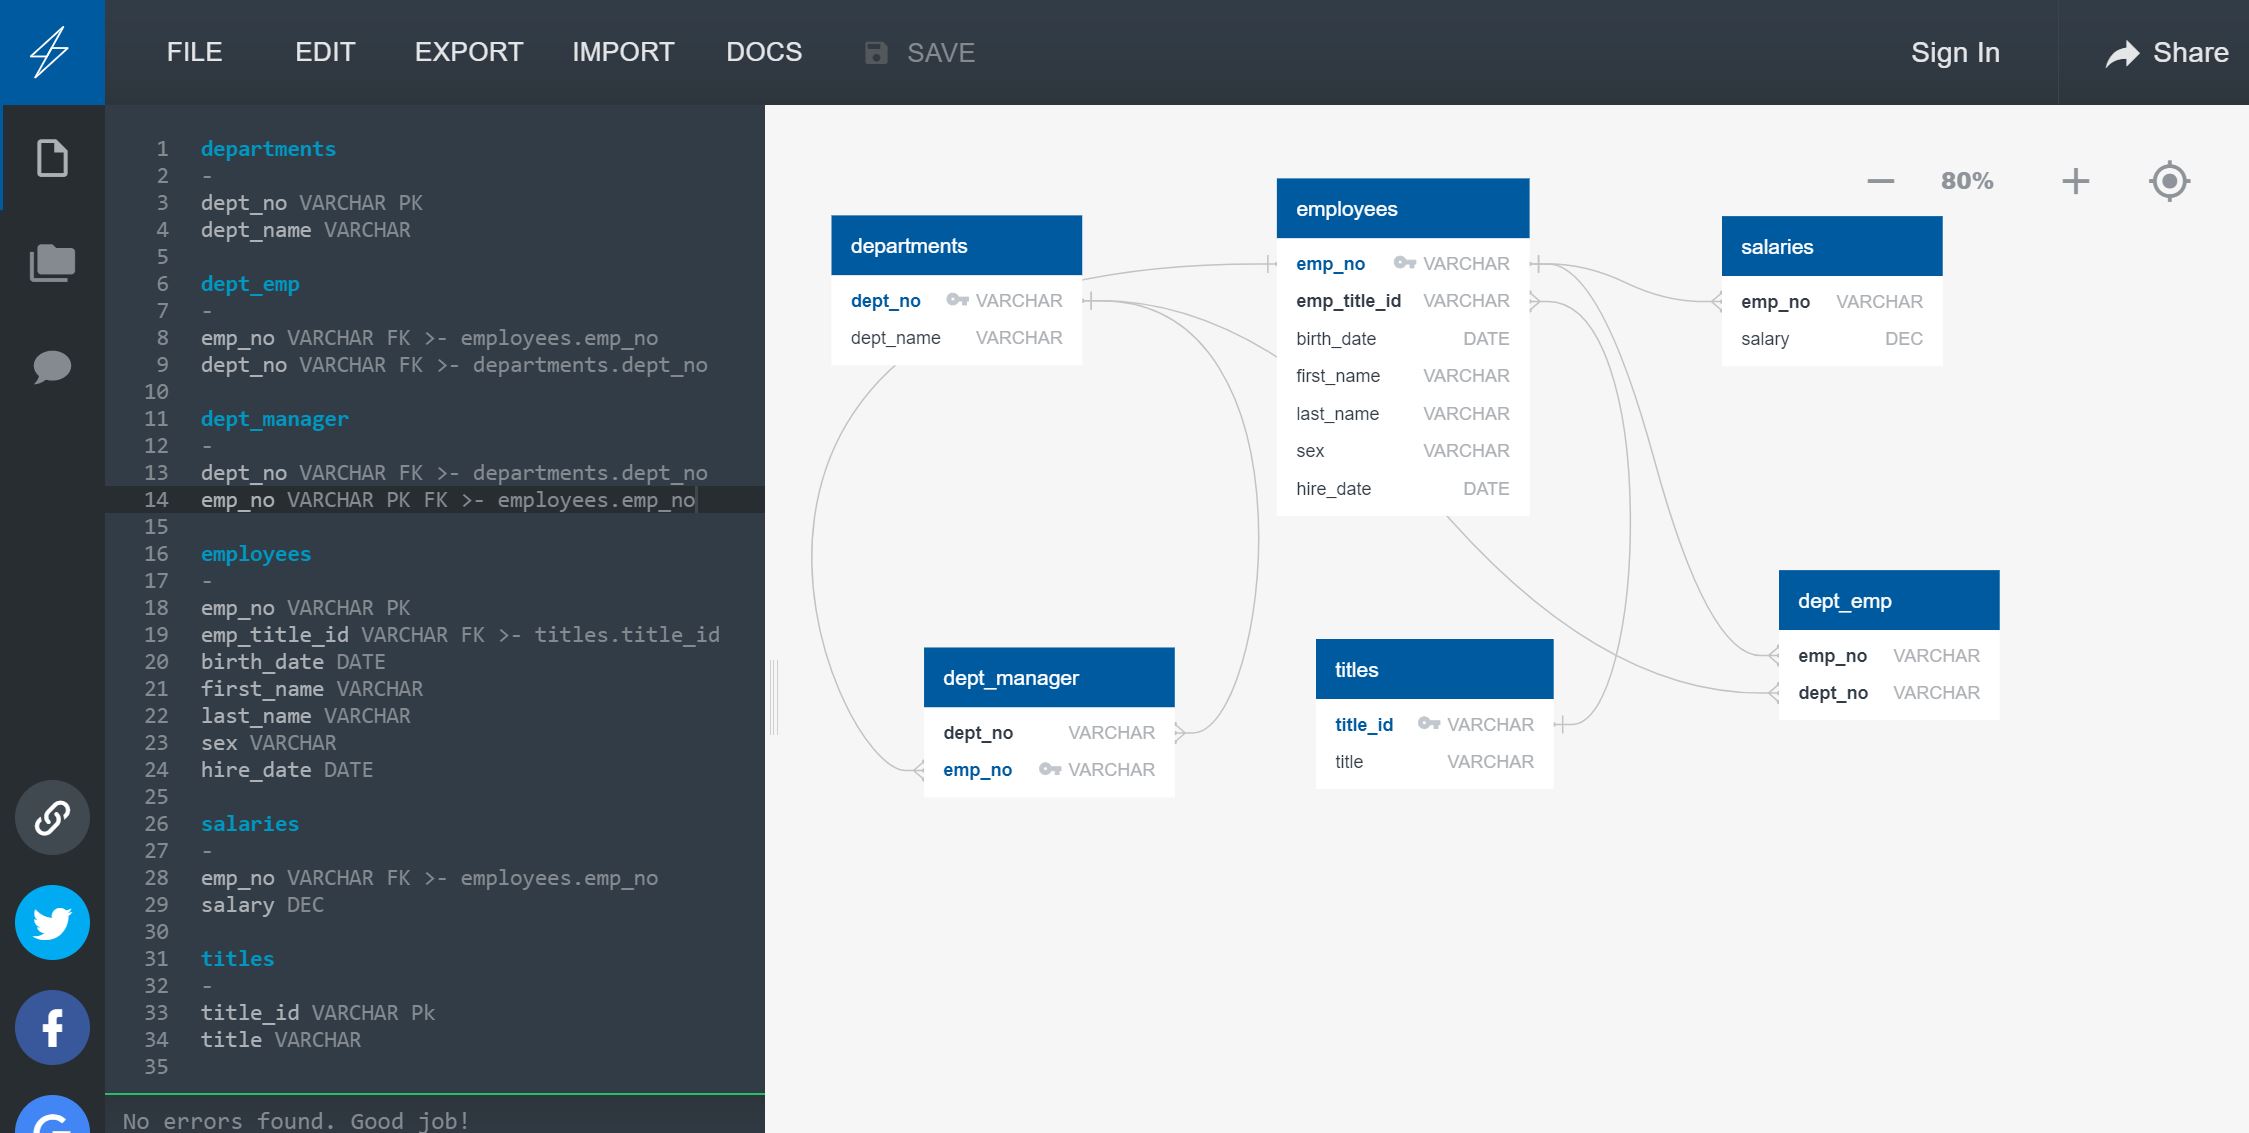 FILE EDIT EXPORT IMPORT DOCS SAVE Sign In Share
1 departments
2 -
3 dept_no VARCHAR PK
4 dept_name VARCHAR
5
6 dept_emp
7 -
8 emp_no VARCHAR FK >- employees.emp_no
9 dept_no VARCHAR FK >- departments.dept_no
10
11 dept_manager
12 -
13 dept_no VARCHAR FK >- departments.dept_no
14 emp_no VARCHAR PK FK >- employees.emp_no
15
16 employees
17 -
18 emp_no VARCHAR PK
19 emp_title_id VARCHAR FK >- titles.title_id
20 birth_date DATE
21 first_name VARCHAR
22 last_name VARCHAR
23 sex VARCHAR
24 hire_date DATE
25
26 salaries
27 -
28 emp_no VARCHAR FK >- employees.emp_no
29 salary DEC
30
31 titles
32 -
33 title_id VARCHAR Pk
34 title VARCHAR
35
No errors found. Good job!
80%
departments
dept_no VARCHAR
dept_name VARCHAR
employees
emp_no VARCHAR
emp_title_id VARCHAR
birth_date DATE
first_name VARCHAR
last_name VARCHAR
sex VARCHAR
hire_date DATE
salaries
emp_no VARCHAR
salary DEC
dept_manager
dept_no VARCHAR
emp_no VARCHAR
titles
title_id VARCHAR
title VARCHAR
dept_emp
emp_no VARCHAR
dept_no VARCHAR